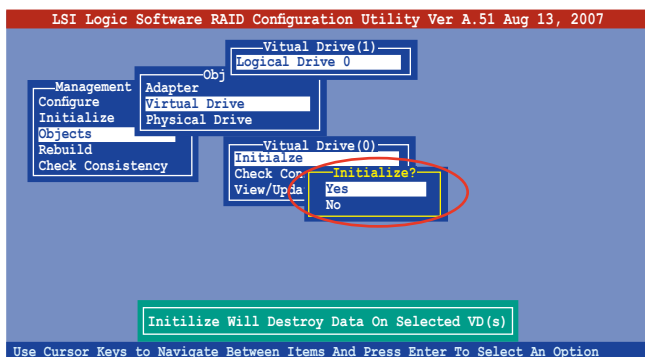 LSI Logic Software RAID Configuration Utility Ver A.51 Aug 13, 2007
Vitual Drive(1)
Logical Drive 0
Obj
Adapter
Virtual Drive
Physical Drive
Management
Configure
Initialize
Objects
Rebuild
Check Consistency
Vitual Drive(0)
Initialze
Check Con
View/Upda
Initialize?
Yes
No
Initilize Will Destroy Data On Selected VD(s)
Use Cursor Keys to Navigate Between Items And Press Enter To Select An Option